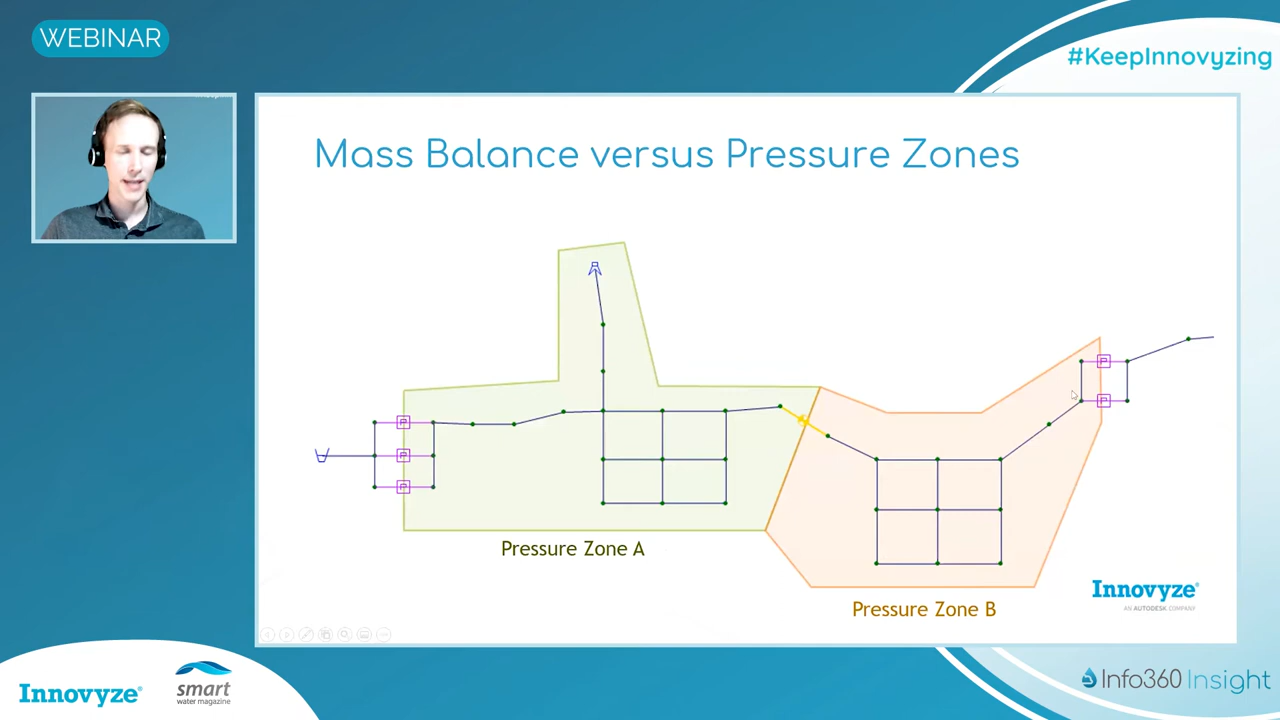 WEBINAR
#KeepInnovyzing
Mass Balance versus Pressure Zones
P
P
P
P
P
Pressure Zone A
Pressure Zone B
Innovyze®
AN AUTODESK COMPANY
Innovyze®
smart
water magazine
Info360 Insight